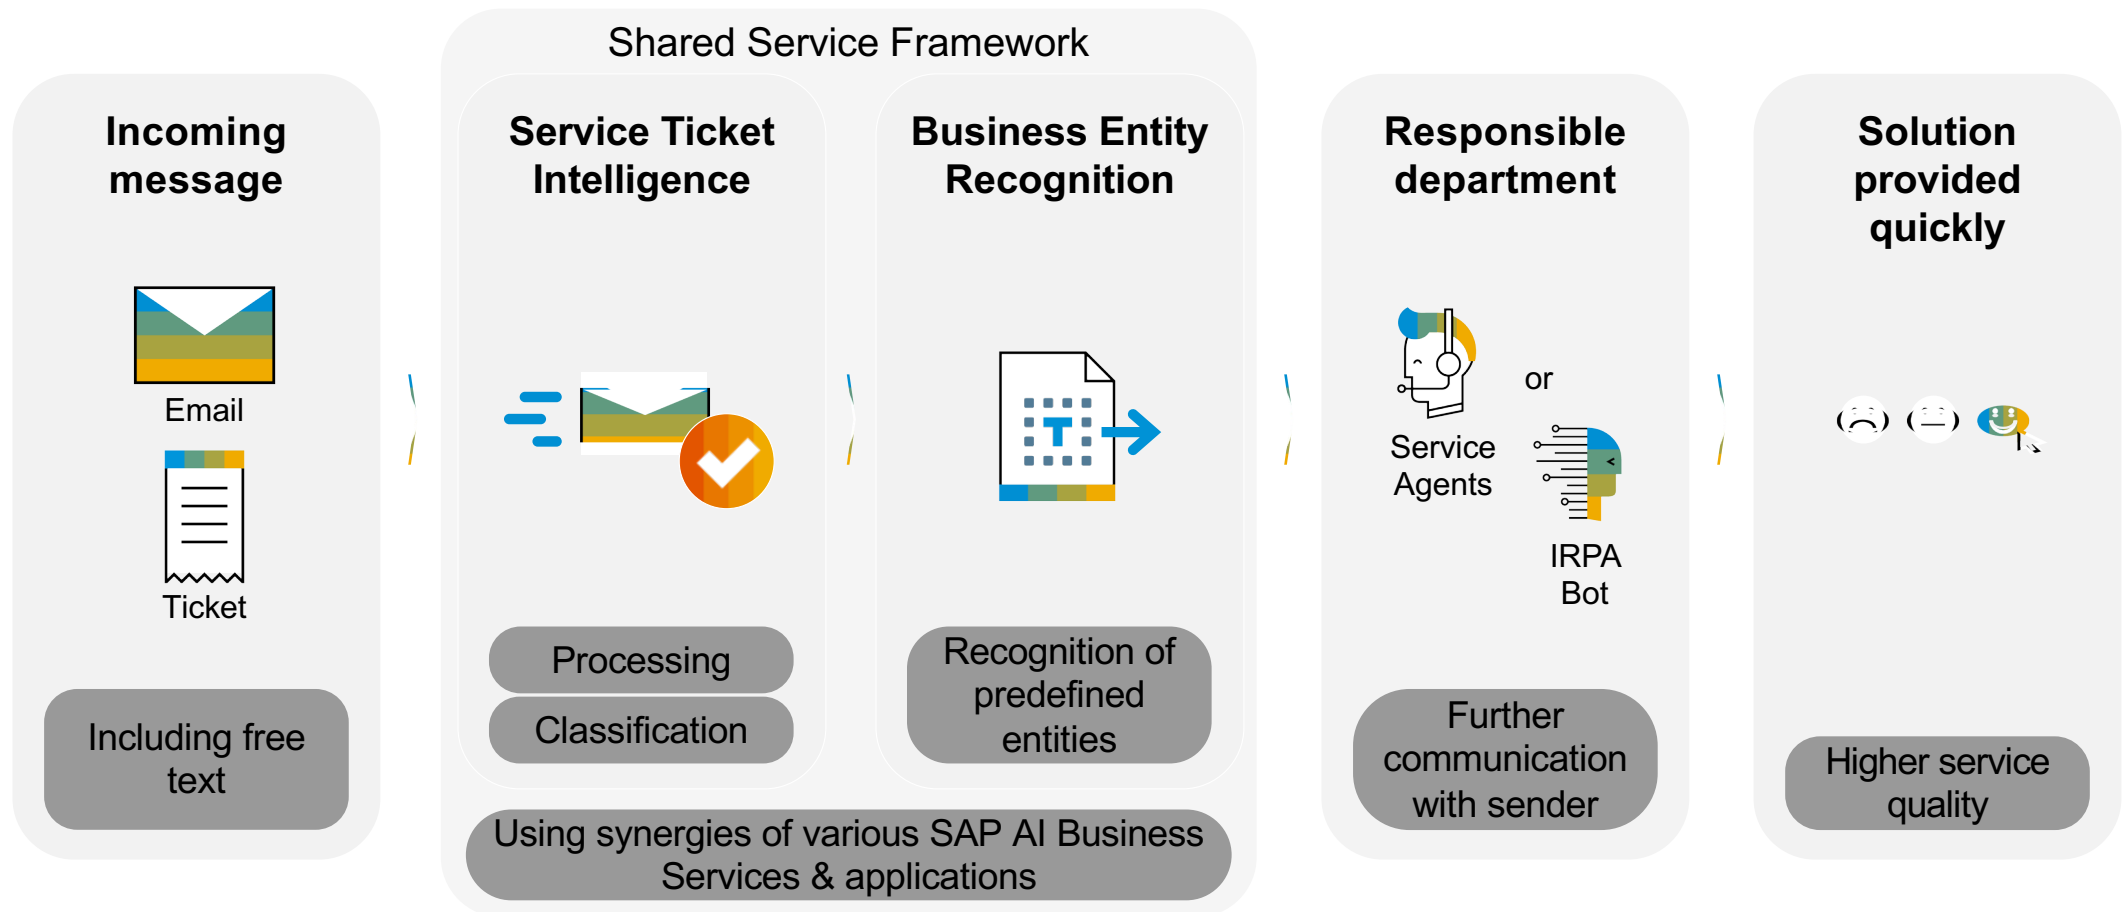 Shared Service Framework
Incoming
message
Email
Ticket
Including free
text
Service Ticket
Intelligence
Processing
Classification
Business Entity
Recognition
T
Recognition of
predefined
entities
Using synergies of various SAP AI Business
Services & applications
Responsible
department
or
Service
Agents
IRPA
Bot
Further
communication
with sender
Solution
provided
quickly
Higher service
quality